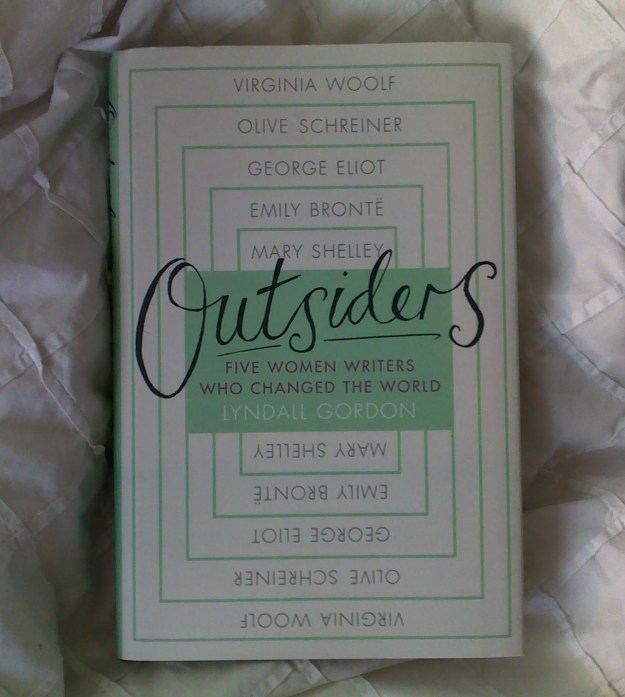 VIRGINIA WOOLF
OLIVE SCHREINER
GEORGE ELIOT
EMILY BRONTË
MARY SHELLEY
Outsiders
FIVE WOMEN WRITERS
WHO CHANGED THE WORLD
LYNDALL GORDON
MARY SHELLEY
EMILY BRONTË
GEORGE ELIOT
OLIVE SCHREINER
VIRGINIA WOOLF